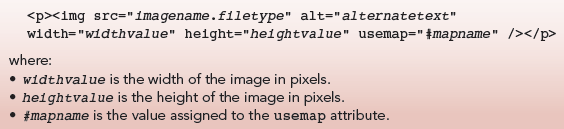 <p><img src="imagename.filetype" alt="alternatetext"
width="widthvalue" height="heightvalue" usemap="#mapname" /></p>
where:
• widthvalue is the width of the image in pixels.
• heightvalue is the height of the image in pixels.
• #mapname is the value assigned to the usemap attribute.